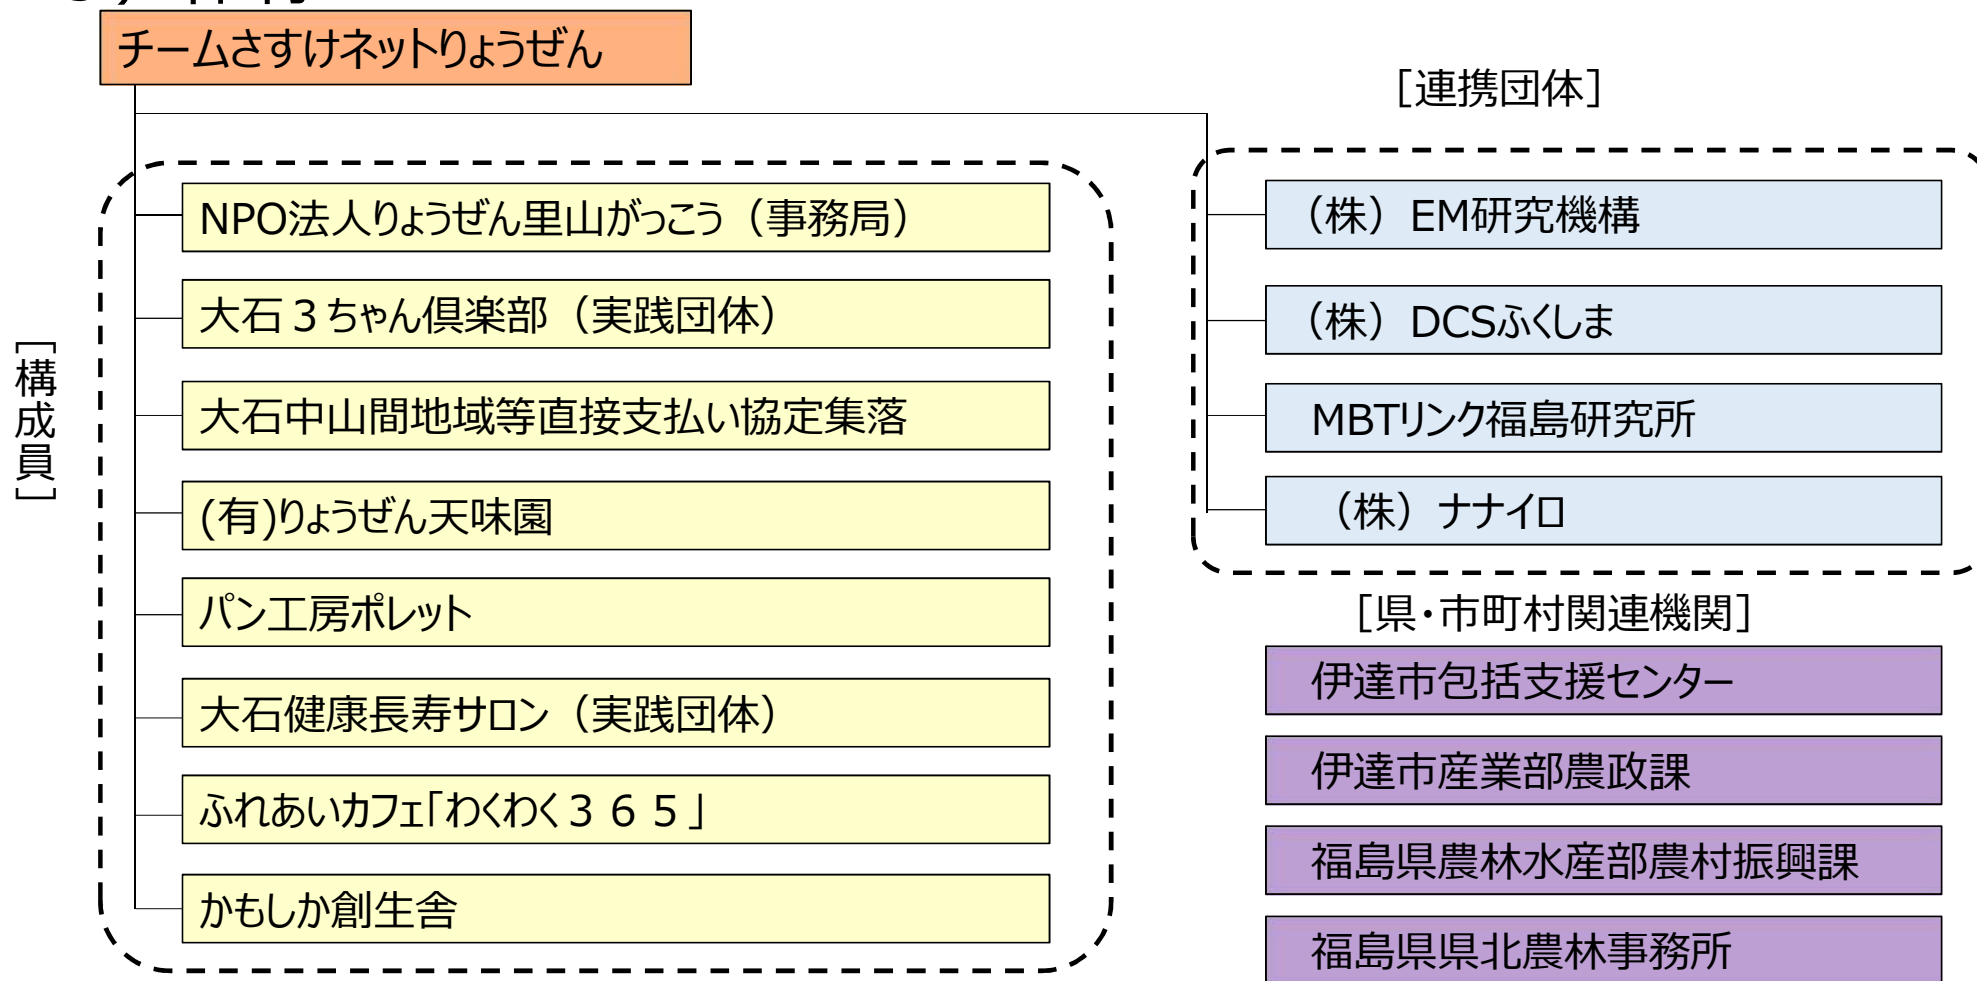 チームさすけネットりょうぜん
［構成員］
NPO法人りょうぜん里山がっこう（事務局）
大石３ちゃん倶楽部（実践団体）
大石中山間地域等直接支払い協定集落
(有)りょうぜん天味園
パン工房ポレット
大石健康長寿サロン（実践団体）
ふれあいカフェ｢わくわく３６５｣
かもしか創生舎
［連携団体］
（株）EM研究機構
（株）DCSふくしま
MBTリンク福島研究所
（株）ナナイロ
［県・市町村関連機関］
伊達市包括支援センター
伊達市産業部農政課
福島県農林水産部農村振興課
福島県県北農林事務所